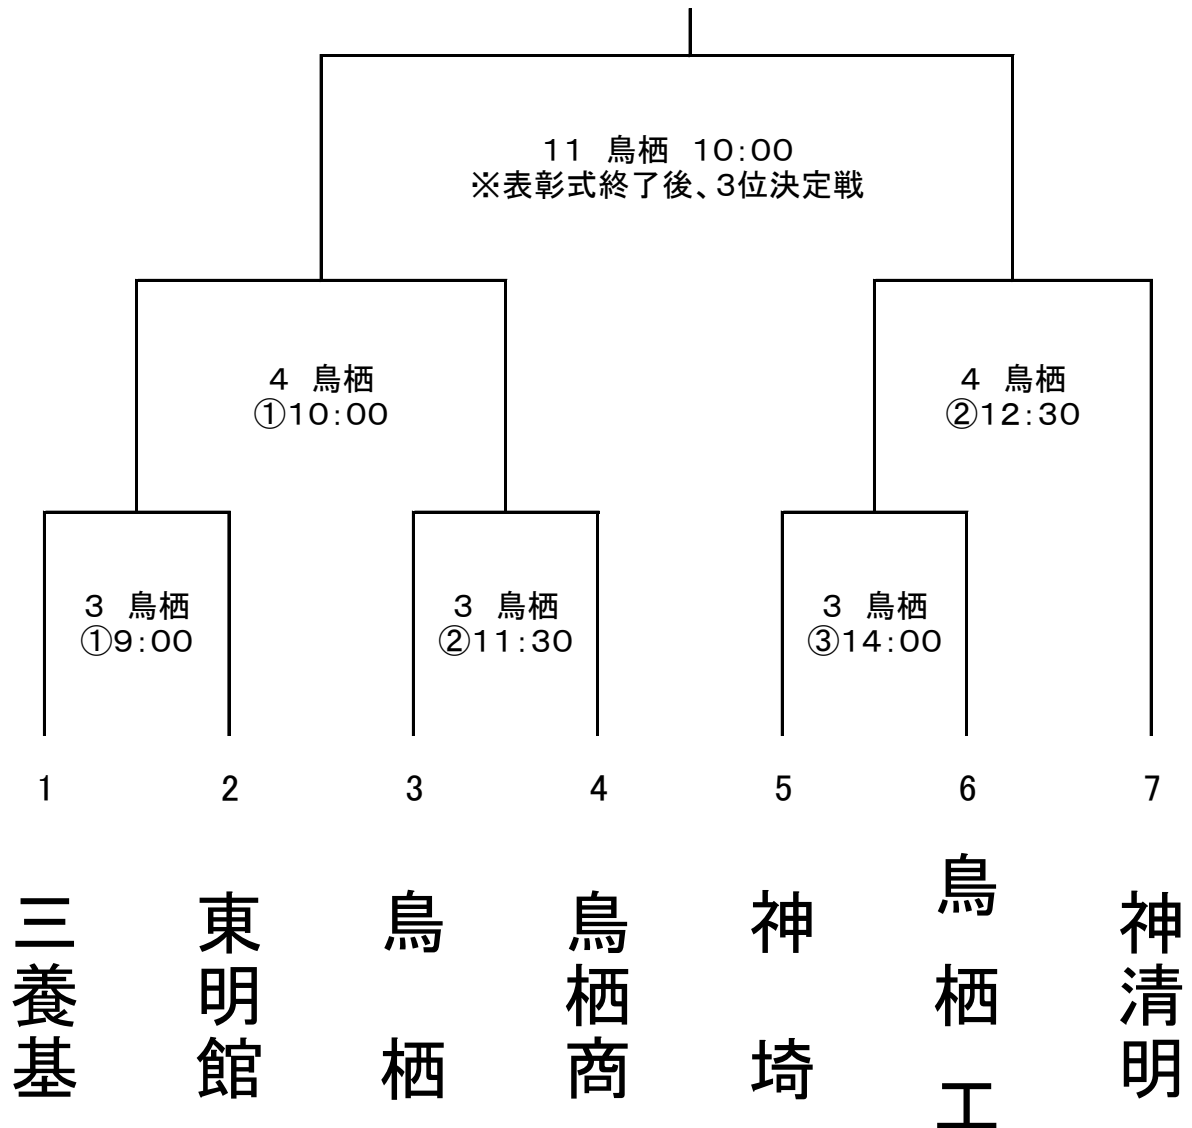 １１　鳥栖　１０：００
※表彰式終了後、３位決定戦
４　鳥栖
①１０：００
４　鳥栖
②１２：３０
３　鳥栖
①９：００
３　鳥栖
②１１：３０
３　鳥栖
③１４：００
1
2
3
4
5
6
7
三養基
東明館
鳥栖
鳥栖商
神埼
鳥栖工
神清明